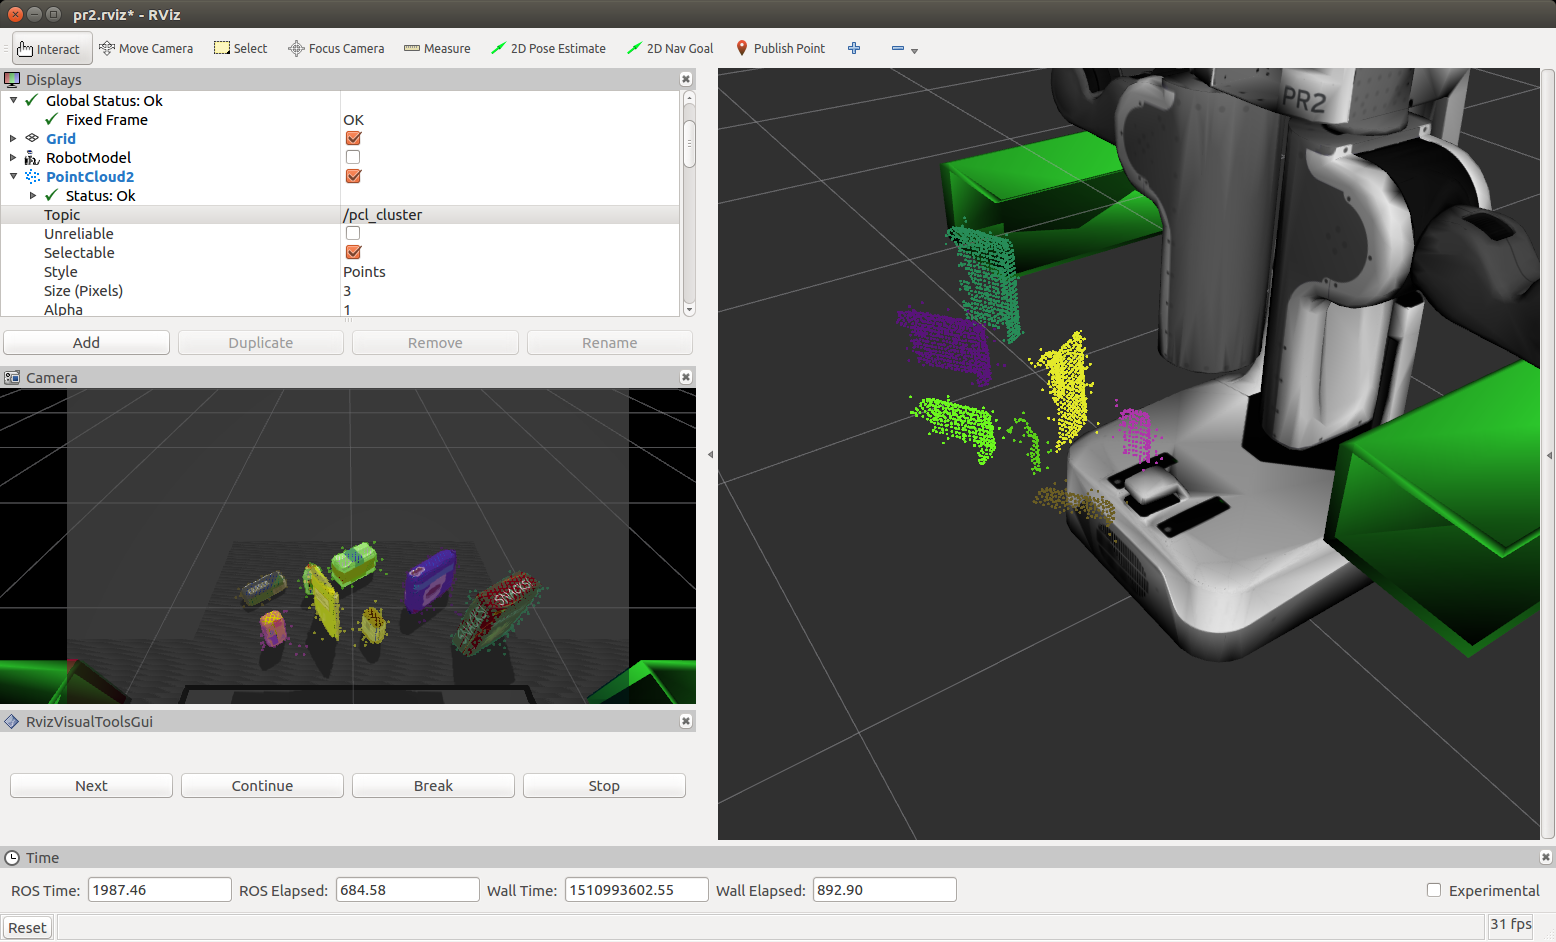 pr2.rviz* - RViz
Interact Move Camera Select Focus Camera Measure 2D Pose Estimate 2D Nav Goal Publish Point
Displays
Global Status: Ok
Fixed Frame OK
Grid
RobotModel
PointCloud2
Status: Ok
Topic /pcl_cluster
Unreliable
Selectable
Style Points
Size (Pixels) 3
Alpha 1
Add Duplicate Remove Rename
Camera
ERASER
SNACKS!
SNACKS!
RvizVisualToolsGui
Next Continue Break Stop
PR2
Time
ROS Time: 1987.46 ROS Elapsed: 684.58 Wall Time: 1510993602.55 Wall Elapsed: 892.90 Experimental
Reset 31 fps